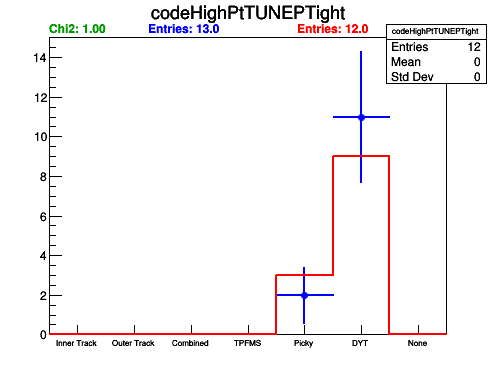 codeHighPtTUNEPTight
Chi2: 1.00 Entries: 13.0 Entries: 12.0
codeHighPtTUNEPTight
Entries 12
Mean 0
Std Dev 0
14
12
10
8
6
4
2
0
Inner Track Outer Track Combined TPFMS Picky DYT None